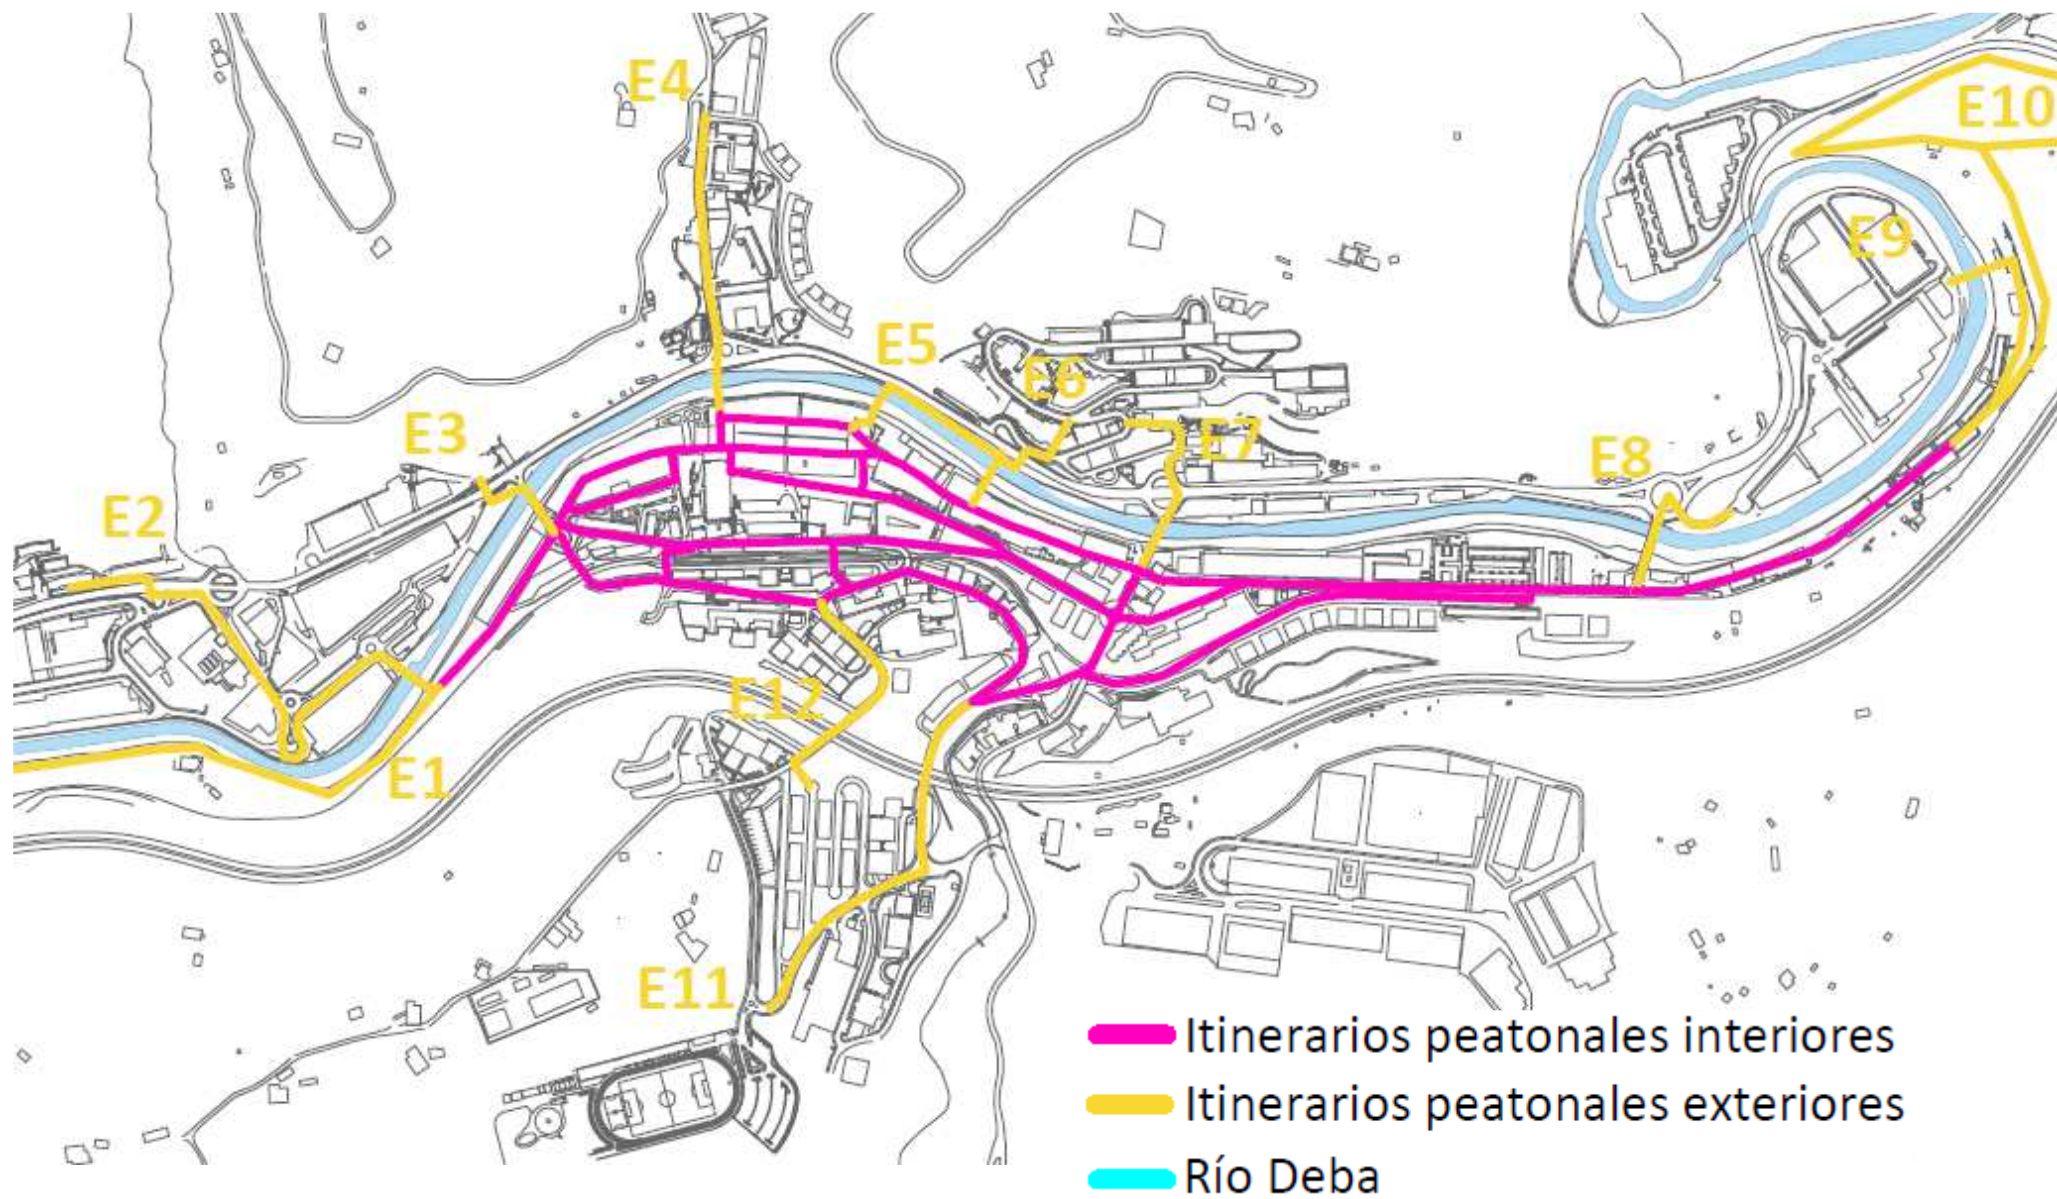 E4
E10
E9
E5
E6
E3
E7
E8
E2
E12
E1
E11
Itinerarios peatonales interiores
Itinerarios peatonales exteriores
Río Deba